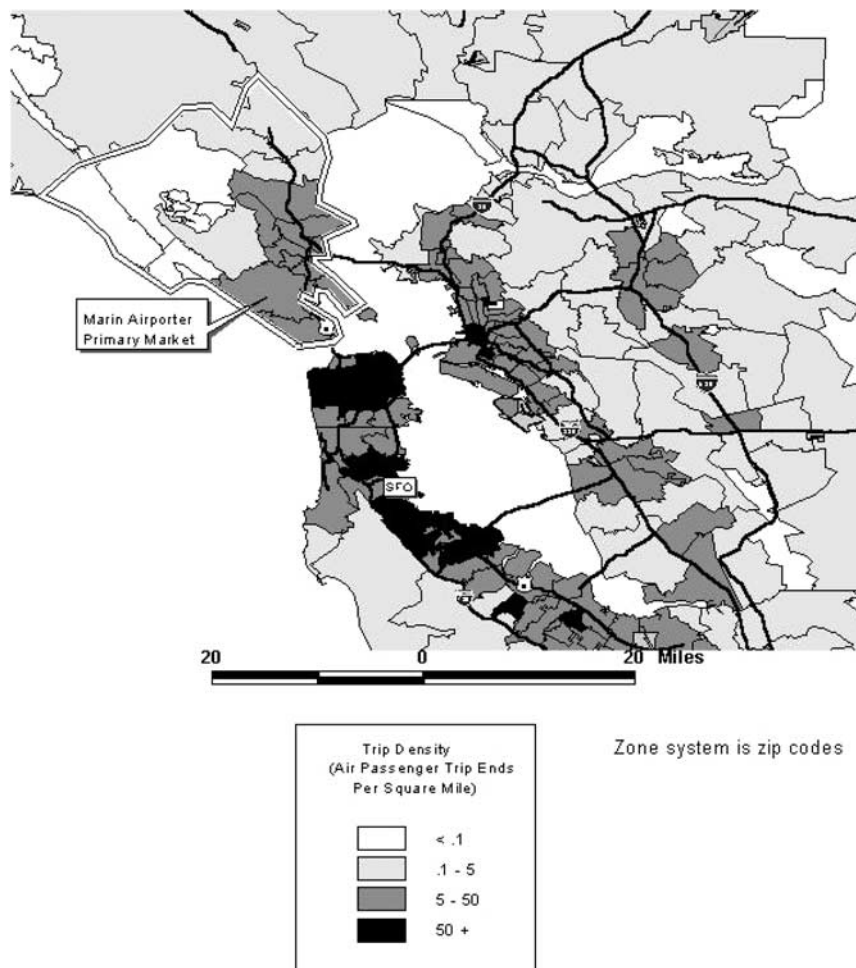 Marin Airporter
Primary Market
SFO
20 0 20 Miles
Trip Density
(Air Passenger Trip Ends
Per Square Mile)
Zone system is zip codes
< .1
.1 - 5
5 - 50
50 +